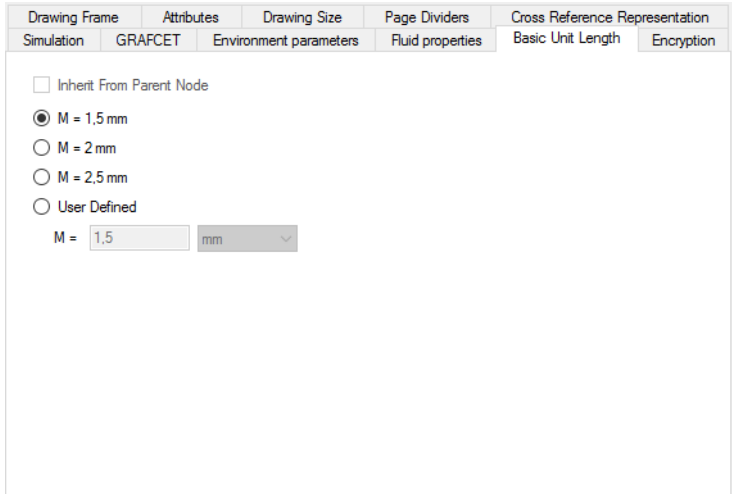 Drawing Frame Attributes Drawing Size Page Dividers Cross Reference Representation
Simulation GRAFCET Environment parameters Fluid properties Basic Unit Length Encryption
Inherit From Parent Node
M = 1,5 mm
M = 2 mm
M = 2,5 mm
User Defined
M = 1,5 mm